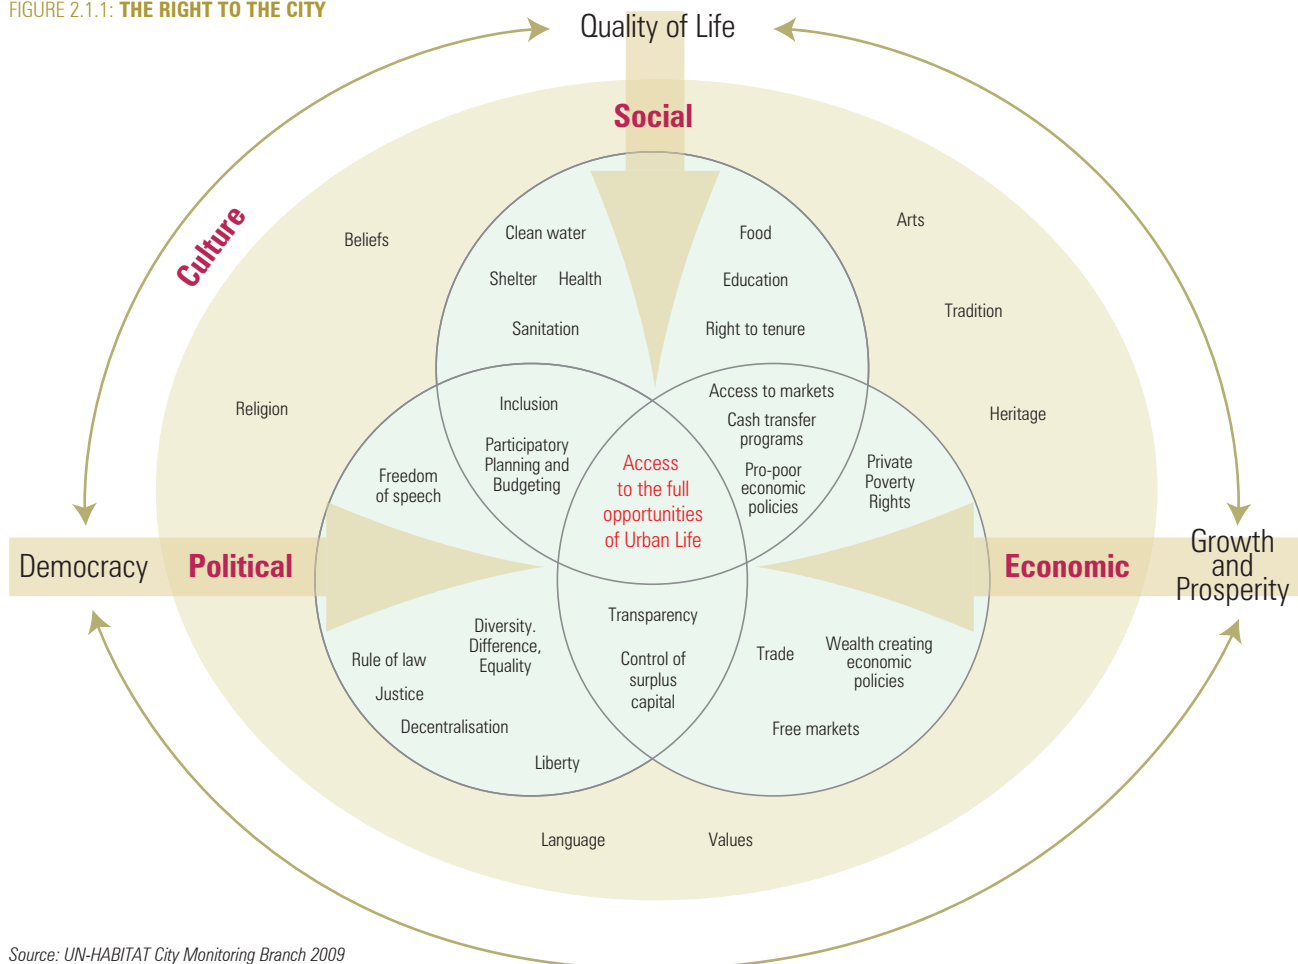 FIGURE 2.1.1: THE RIGHT TO THE CITY
Quality of Life
Social
Culture
Beliefs
Arts
Clean water
Food
Shelter
Health
Education
Tradition
Sanitation
Right to tenure
Religion
Heritage
Inclusion
Access to markets
Participatory
Planning and
Budgeting
Cash transfer
programs
Freedom
of speech
Access
to the full
opportunities
of Urban Life
Pro-poor
economic
policies
Private
Poverty
Rights
Democracy
Political
Economic
Growth
and
Prosperity
Transparency
Diversity.
Difference,
Equality
Rule of law
Control of
surplus
capital
Trade
Wealth creating
economic
policies
Justice
Decentralisation
Free markets
Liberty
Language
Values
Source: UN-HABITAT City Monitoring Branch 2009